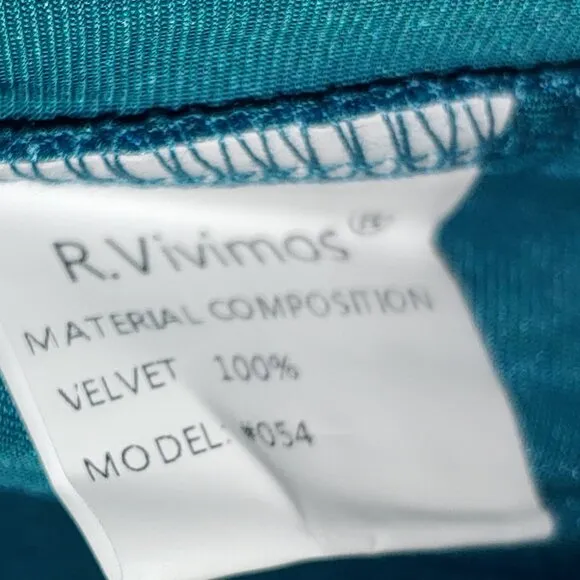 R.Vivimos®
MATERIAL COMPOSITION
VELVET 100%
MODEL: #054